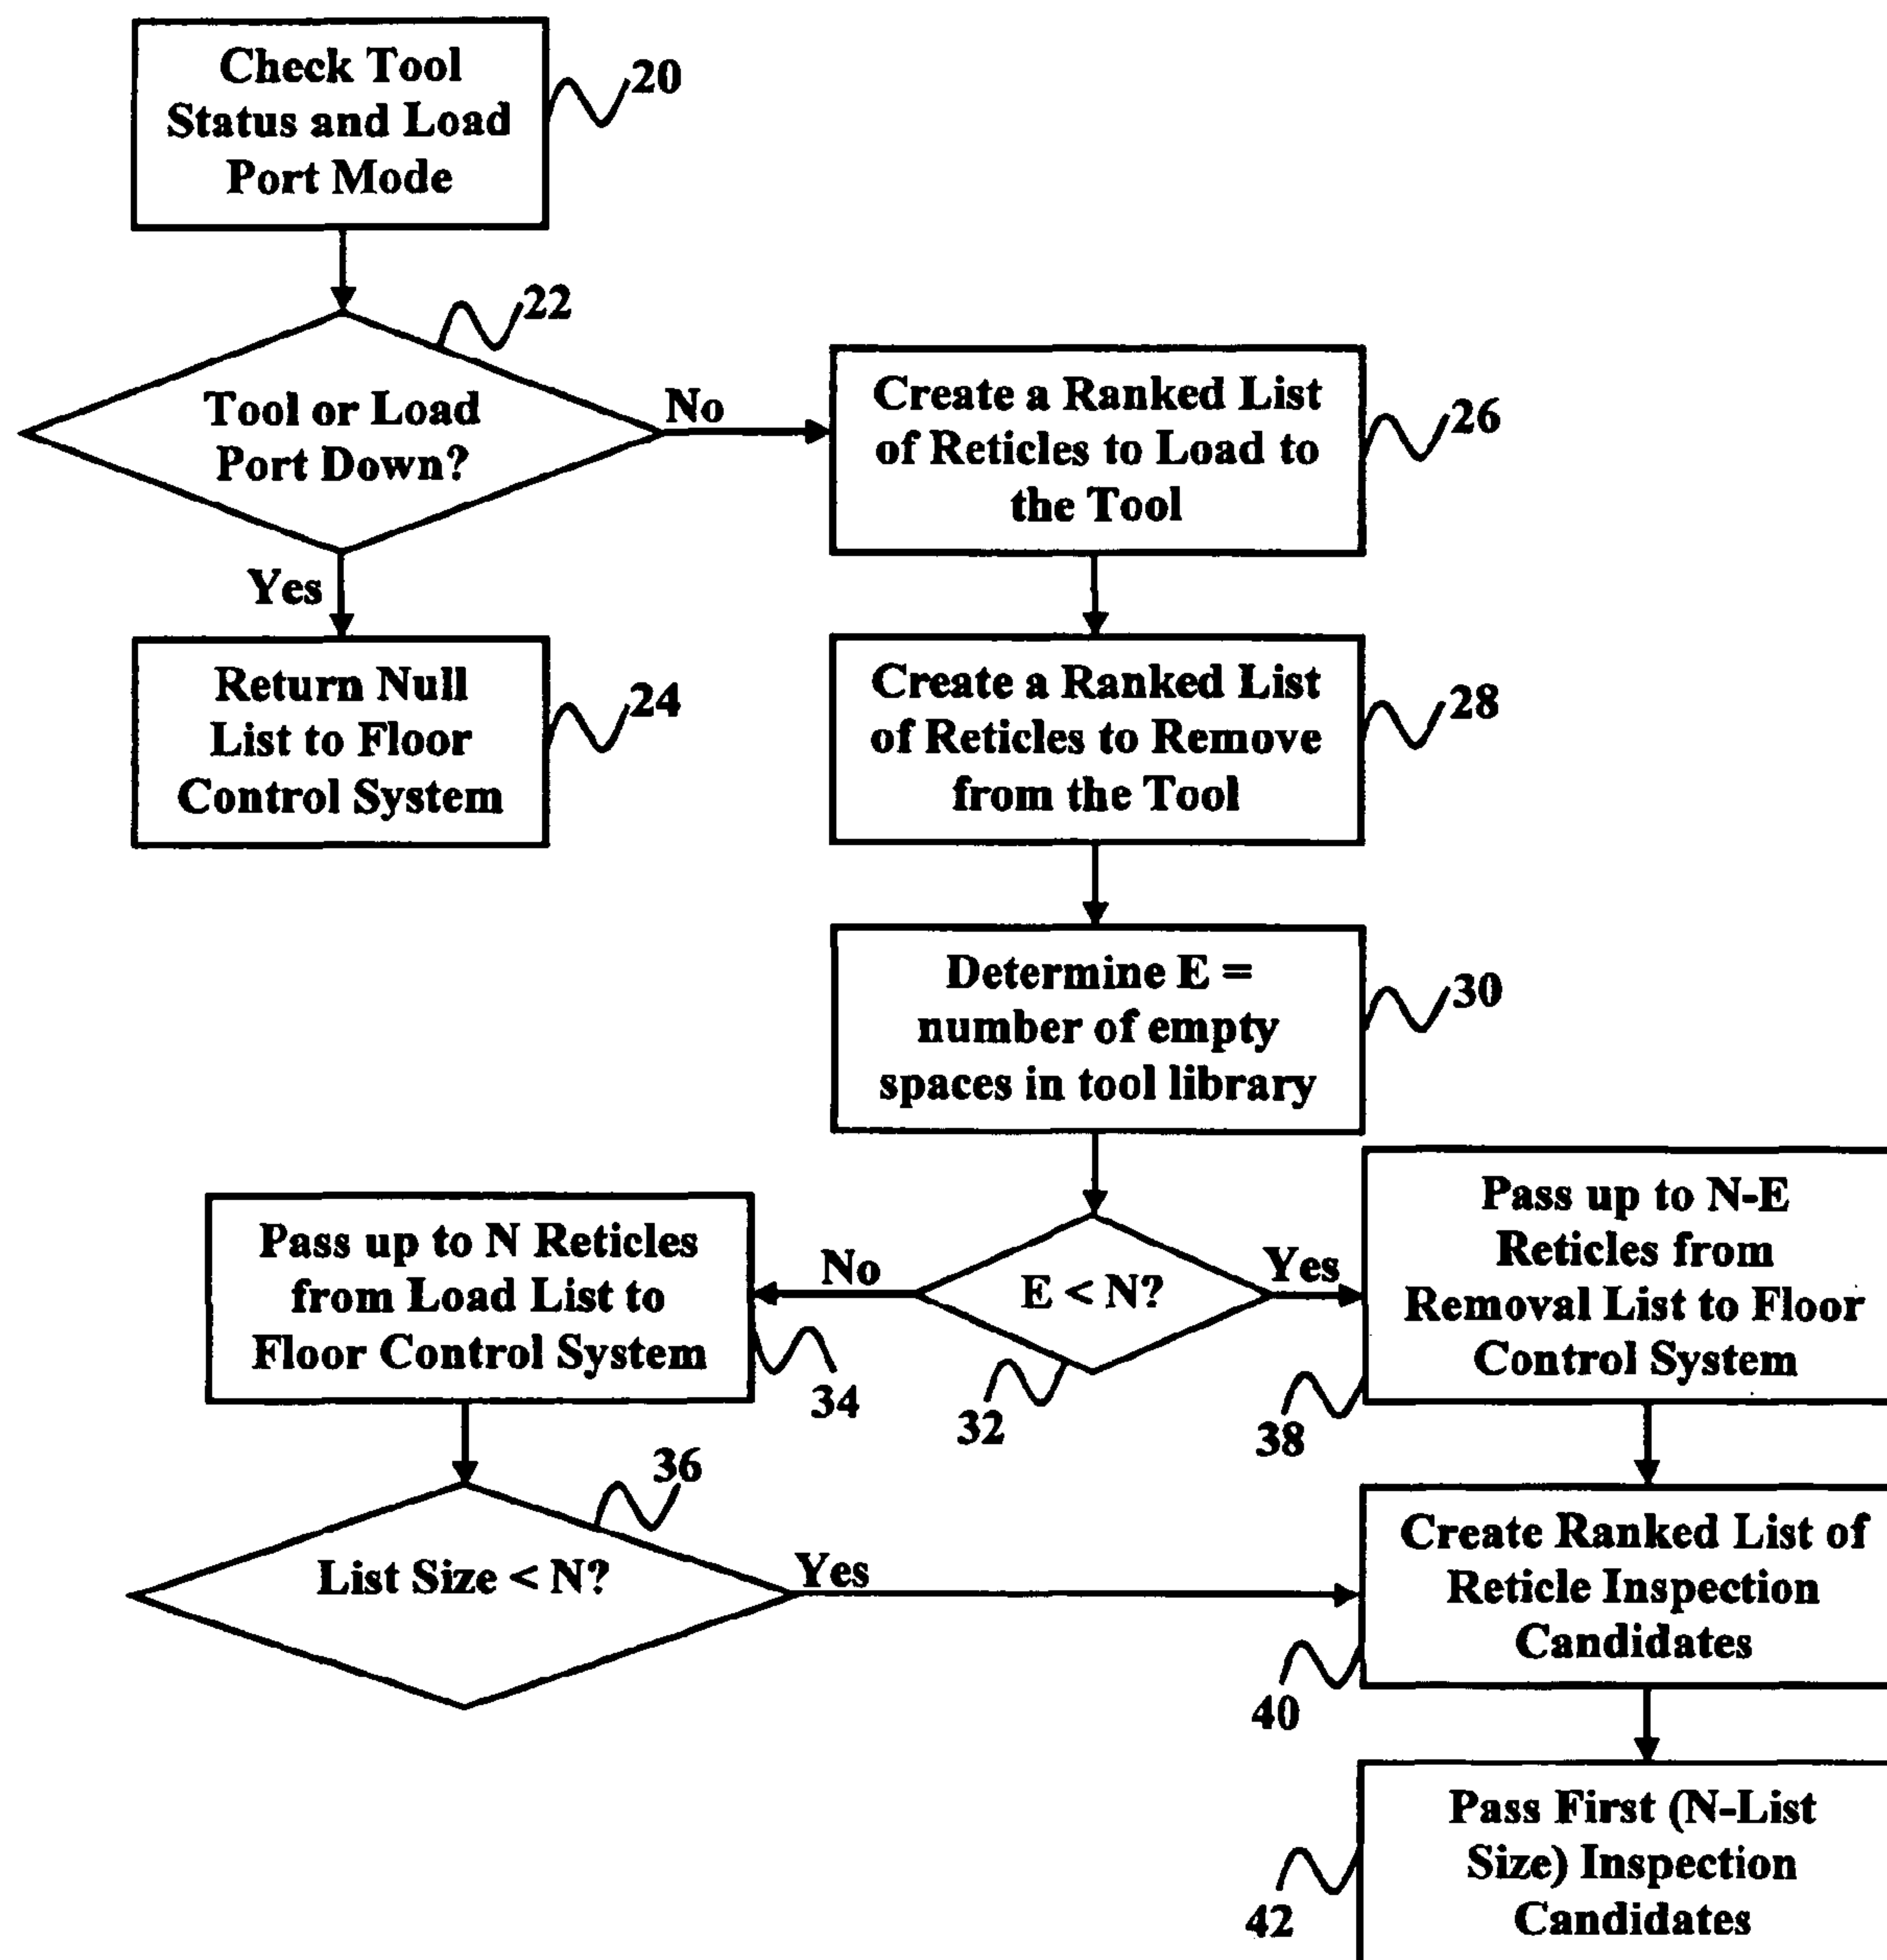 Check Tool
Status and Load
Port Mode
20
22
Tool or Load
Port Down?
No
Yes
Return Null
List to Floor
Control System
24
Create a Ranked List
of Reticles to Load to
the Tool
26
Create a Ranked List
of Reticles to Remove
from the Tool
28
Determine E =
number of empty
spaces in tool library
30
E < N?
32
No
Yes
Pass up to N Reticles
from Load List to
Floor Control System
34
Pass up to N-E
Reticles from
Removal List to Floor
Control System
38
36
List Size < N?
Yes
Create Ranked List of
Reticle Inspection
Candidates
40
Pass First (N-List
Size) Inspection
Candidates
42